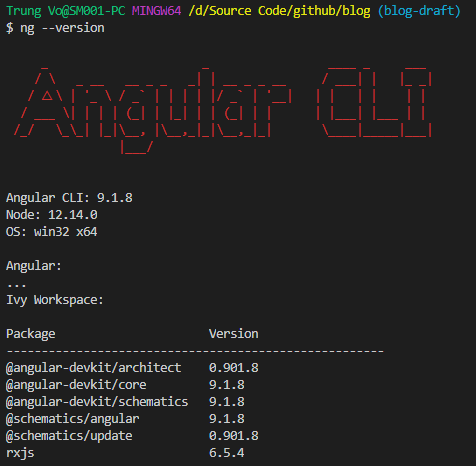 Trung Vo@SM001-PC MINGW64 /d/Source Code/github/blog (blog-draft)
$ ng --version
Angular CLI
Angular CLI: 9.1.8
Node: 12.14.0
OS: win32 x64
Angular:
...
Ivy Workspace:
Package Version
------------------------------------------------------
@angular-devkit/architect 0.901.8
@angular-devkit/core 9.1.8
@angular-devkit/schematics 9.1.8
@schematics/angular 9.1.8
@schematics/update 0.901.8
rxjs 6.5.4